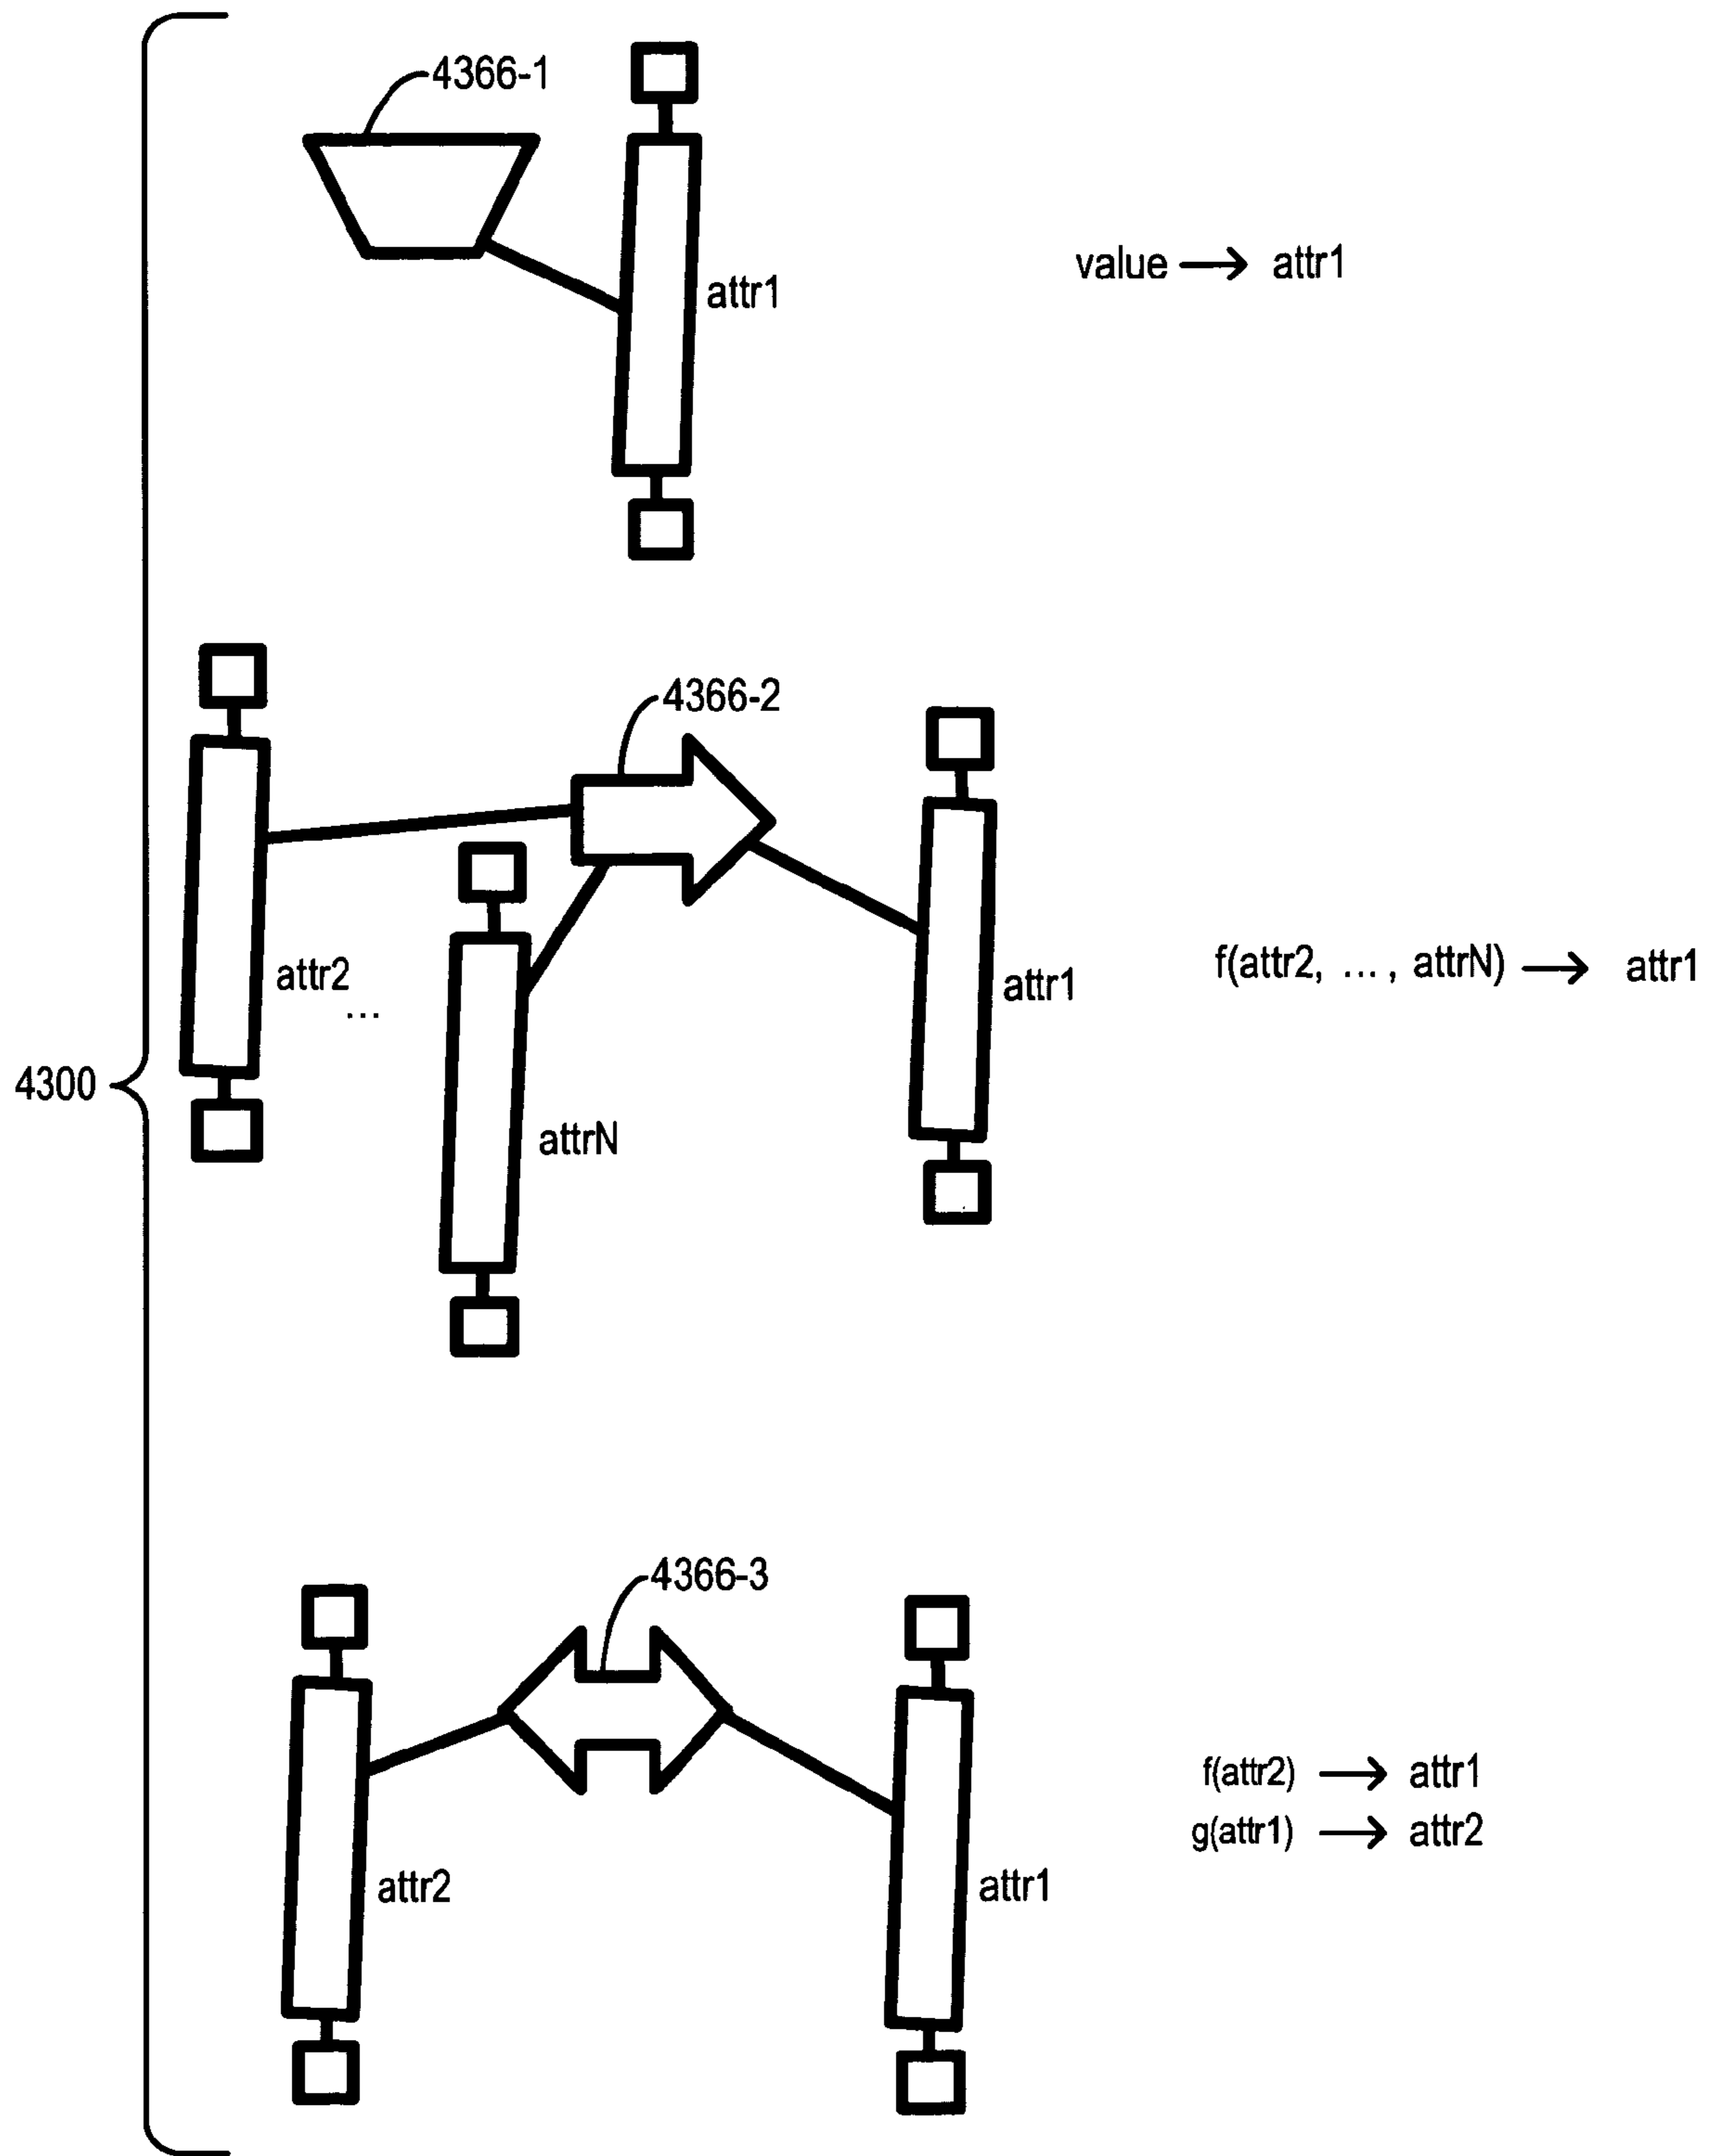 4366-1
attr1
value → attr1
4366-2
attr2
...
attrN
attr1
f(attr2, ... , attrN) → attr1
4300
4366-3
attr2
attr1
f(attr2) → attr1
g(attr1) → attr2